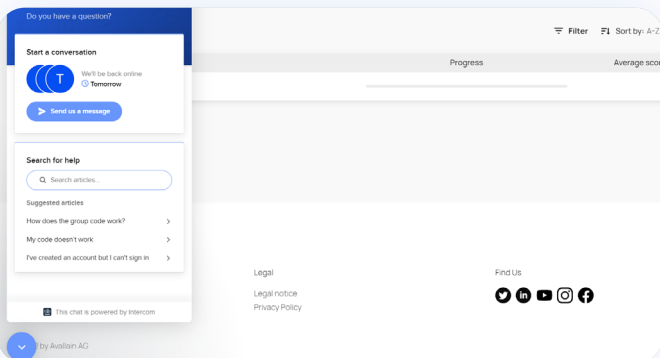 Do you have a question?
Start a conversation
T
We'll be back online
Tomorrow
Send us a message
Search for help
Search articles...
Suggested articles
How does the group code work?
My code doesn't work
I've created an account but I can't sign in
This chat is powered by Intercom
by Avallain AG
Filter
Sort by: A-Z
Progress
Average scor
Legal
Legal notice
Privacy Policy
Find Us
in